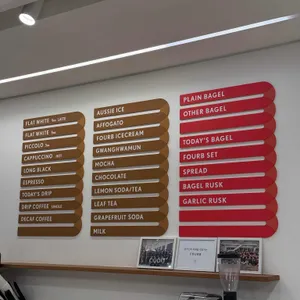 FLAT WHITE
FLAT WHITE
PICCOLO
CAPPUCCINO
LONG BLACK
ESPRESSO
TODAY'S DRIP
DRIP COFFEE
DECAF COFFEE
AUSSIE ICE
AFFOGATO
FOURB ICECREAM
GWANGHWAMUN
MOCHA
CHOCOLATE
LEMON SODA/TEA
LEAF TEA
GRAPEFRUIT SODA
MILK
PLAIN BAGEL
OTHER BAGEL
TODAY'S BAGEL
FOURB SET
SPREAD
BAGEL RUSK
GARLIC RUSK